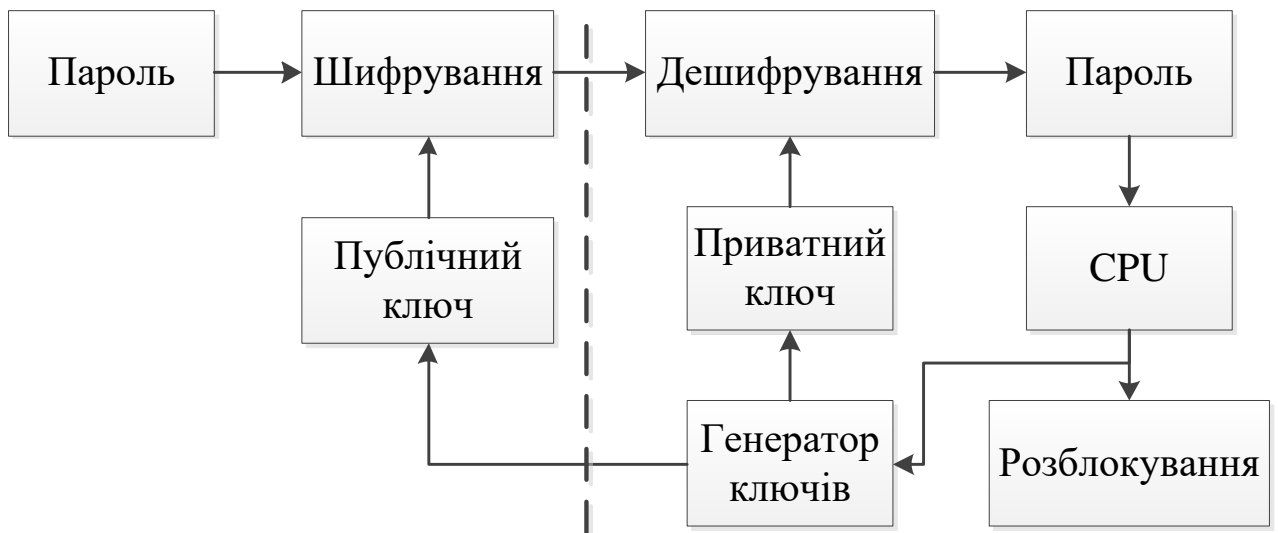 Пароль
Шифрування
Дешифрування
Пароль
Публічний
ключ
Приватний
ключ
CPU
Генератор
ключів
Розблокування